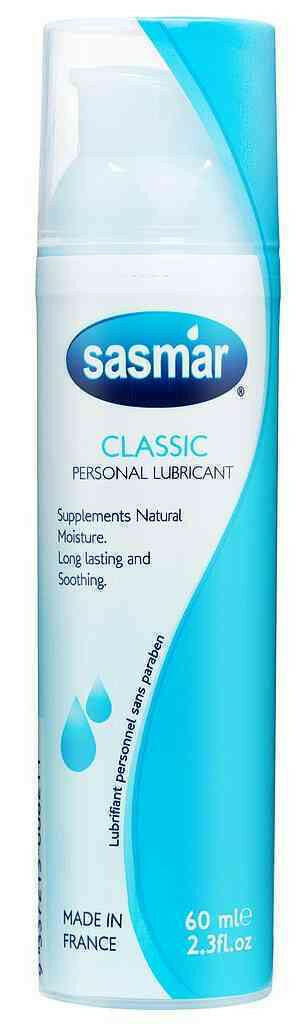 sasmar
®
CLASSIC
PERSONAL LUBRICANT
Supplements Natural
Moisture.
Long lasting and
Soothing.
Lubrifiant personnel sans paraben
MADE IN
FRANCE
60 ml℮
2.3fl.oz